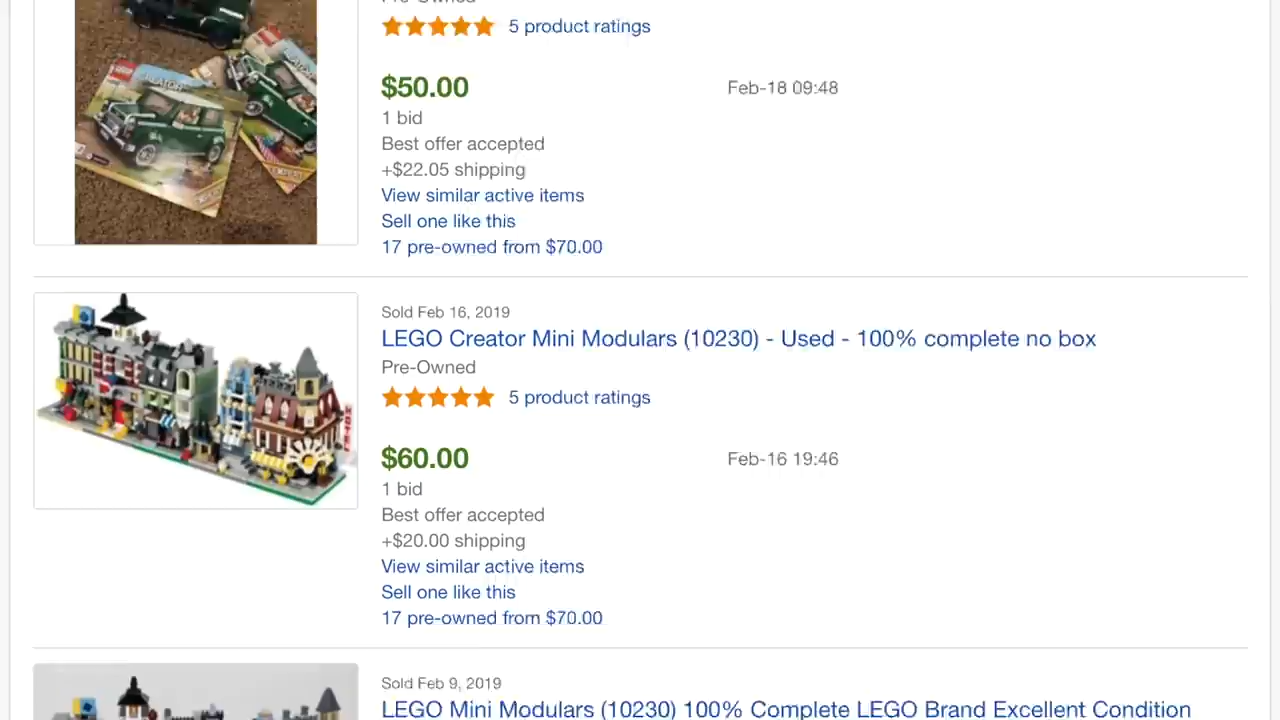 5 product ratings
$50.00
Feb-18 09:48
1 bid
Best offer accepted
+$22.05 shipping
View similar active items
Sell one like this
17 pre-owned from $70.00
CREATOR
Sold Feb 16, 2019
LEGO Creator Mini Modulars (10230) - Used - 100% complete no box
Pre-Owned
5 product ratings
$60.00
Feb-16 19:46
1 bid
Best offer accepted
+$20.00 shipping
View similar active items
Sell one like this
17 pre-owned from $70.00
Sold Feb 9, 2019
LEGO Mini Modulars (10230) 100% Complete LEGO Brand Excellent Condition